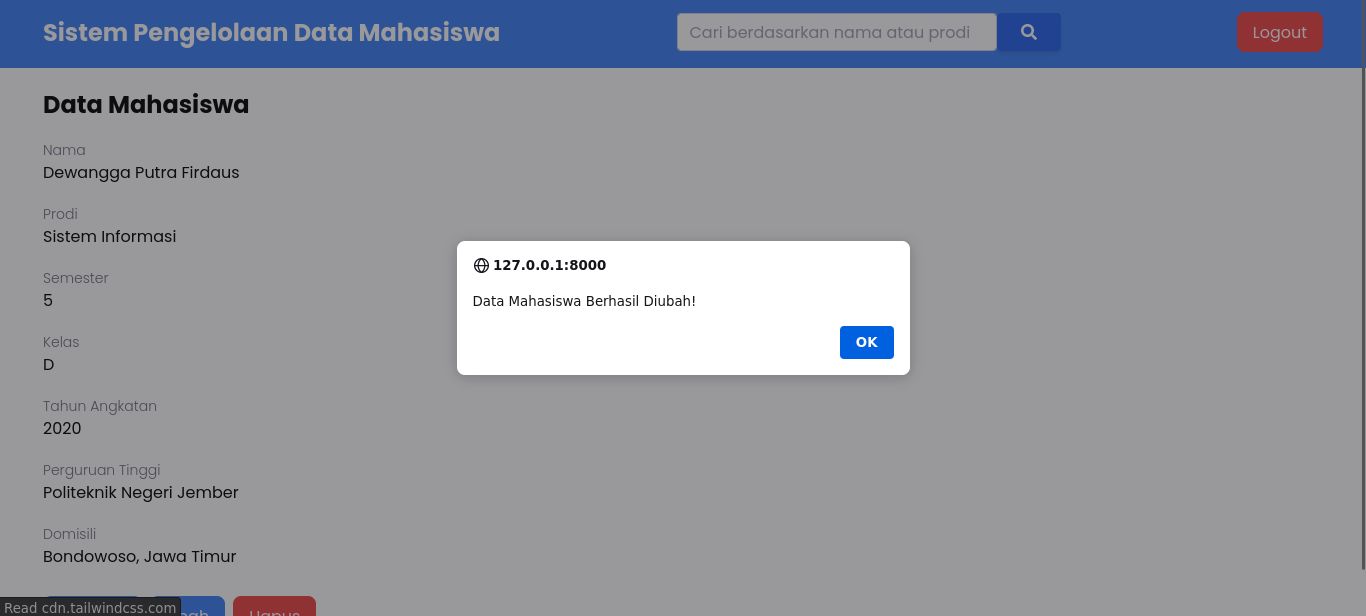 Sistem Pengelolaan Data Mahasiswa
Cari berdasarkan nama atau prodi
Logout
Data Mahasiswa
Nama
Dewangga Putra Firdaus
Prodi
Sistem Informasi
Semester
5
Kelas
D
Tahun Angkatan
2020
Perguruan Tinggi
Politeknik Negeri Jember
Domisili
Bondowoso, Jawa Timur
127.0.0.1:8000
Data Mahasiswa Berhasil Diubah!
OK
Hapus
Read cdn.tailwindcss.com